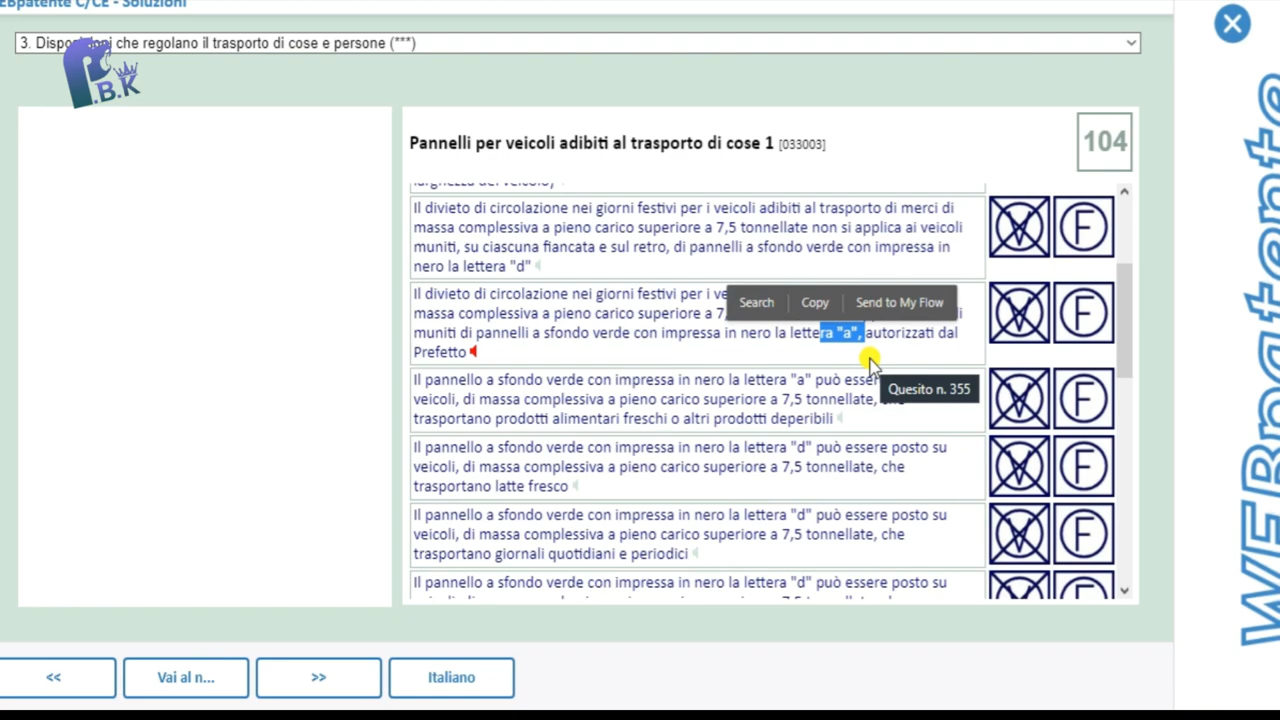 EBpatente C/CE - Soluzioni
3. Disposizioni che regolano il trasporto di cose e persone (***)
P.B.K
Pannelli per veicoli adibiti al trasporto di cose 1 [033003]
104
larghezza del veicolo)
Il divieto di circolazione nei giorni festivi per i veicoli adibiti al trasporto di merci di
massa complessiva a pieno carico superiore a 7,5 tonnellate non si applica ai veicoli
muniti, su ciascuna fiancata e sul retro, di pannelli a sfondo verde con impressa in
nero la lettera "d"
V F
Il divieto di circolazione nei giorni festivi per i ve
massa complessiva a pieno carico superiore a 7,
muniti di pannelli a sfondo verde con impressa in nero la lettera "a", autorizzati dal
Prefetto
V F
Search Copy Send to My Flow
Quesito n. 355
Il pannello a sfondo verde con impressa in nero la lettera "a" può esser
veicoli, di massa complessiva a pieno carico superiore a 7,5 tonnellate, che
trasportano prodotti alimentari freschi o altri prodotti deperibili
V F
Il pannello a sfondo verde con impressa in nero la lettera "d" può essere posto su
veicoli, di massa complessiva a pieno carico superiore a 7,5 tonnellate, che
trasportano latte fresco
V F
Il pannello a sfondo verde con impressa in nero la lettera "d" può essere posto su
veicoli, di massa complessiva a pieno carico superiore a 7,5 tonnellate, che
trasportano giornali quotidiani e periodici
V F
Il pannello a sfondo verde con impressa in nero la lettera "d" può essere posto su
<< Vai al n... >> Italiano
WEBpatente